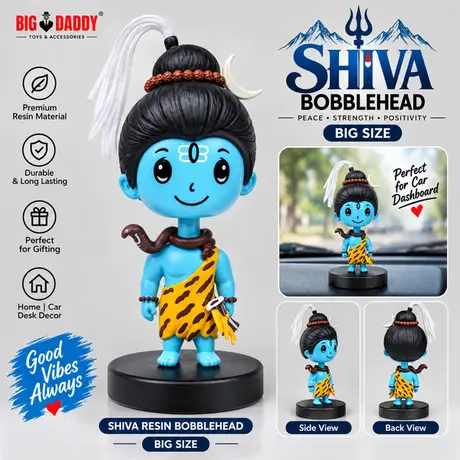 BIG DADDY®
TOYS & ACCESSORIES
Premium
Resin Material
Durable
& Long Lasting
Perfect
for Gifting
Home | Car
Desk Decor
Good
Vibes
Always
SHIVA
BOBBLEHEAD
PEACE • STRENGTH • POSITIVITY
BIG SIZE
Perfect
for Car
Dashboard
SHIVA RESIN BOBBLEHEAD
BIG SIZE
Side View
Back View